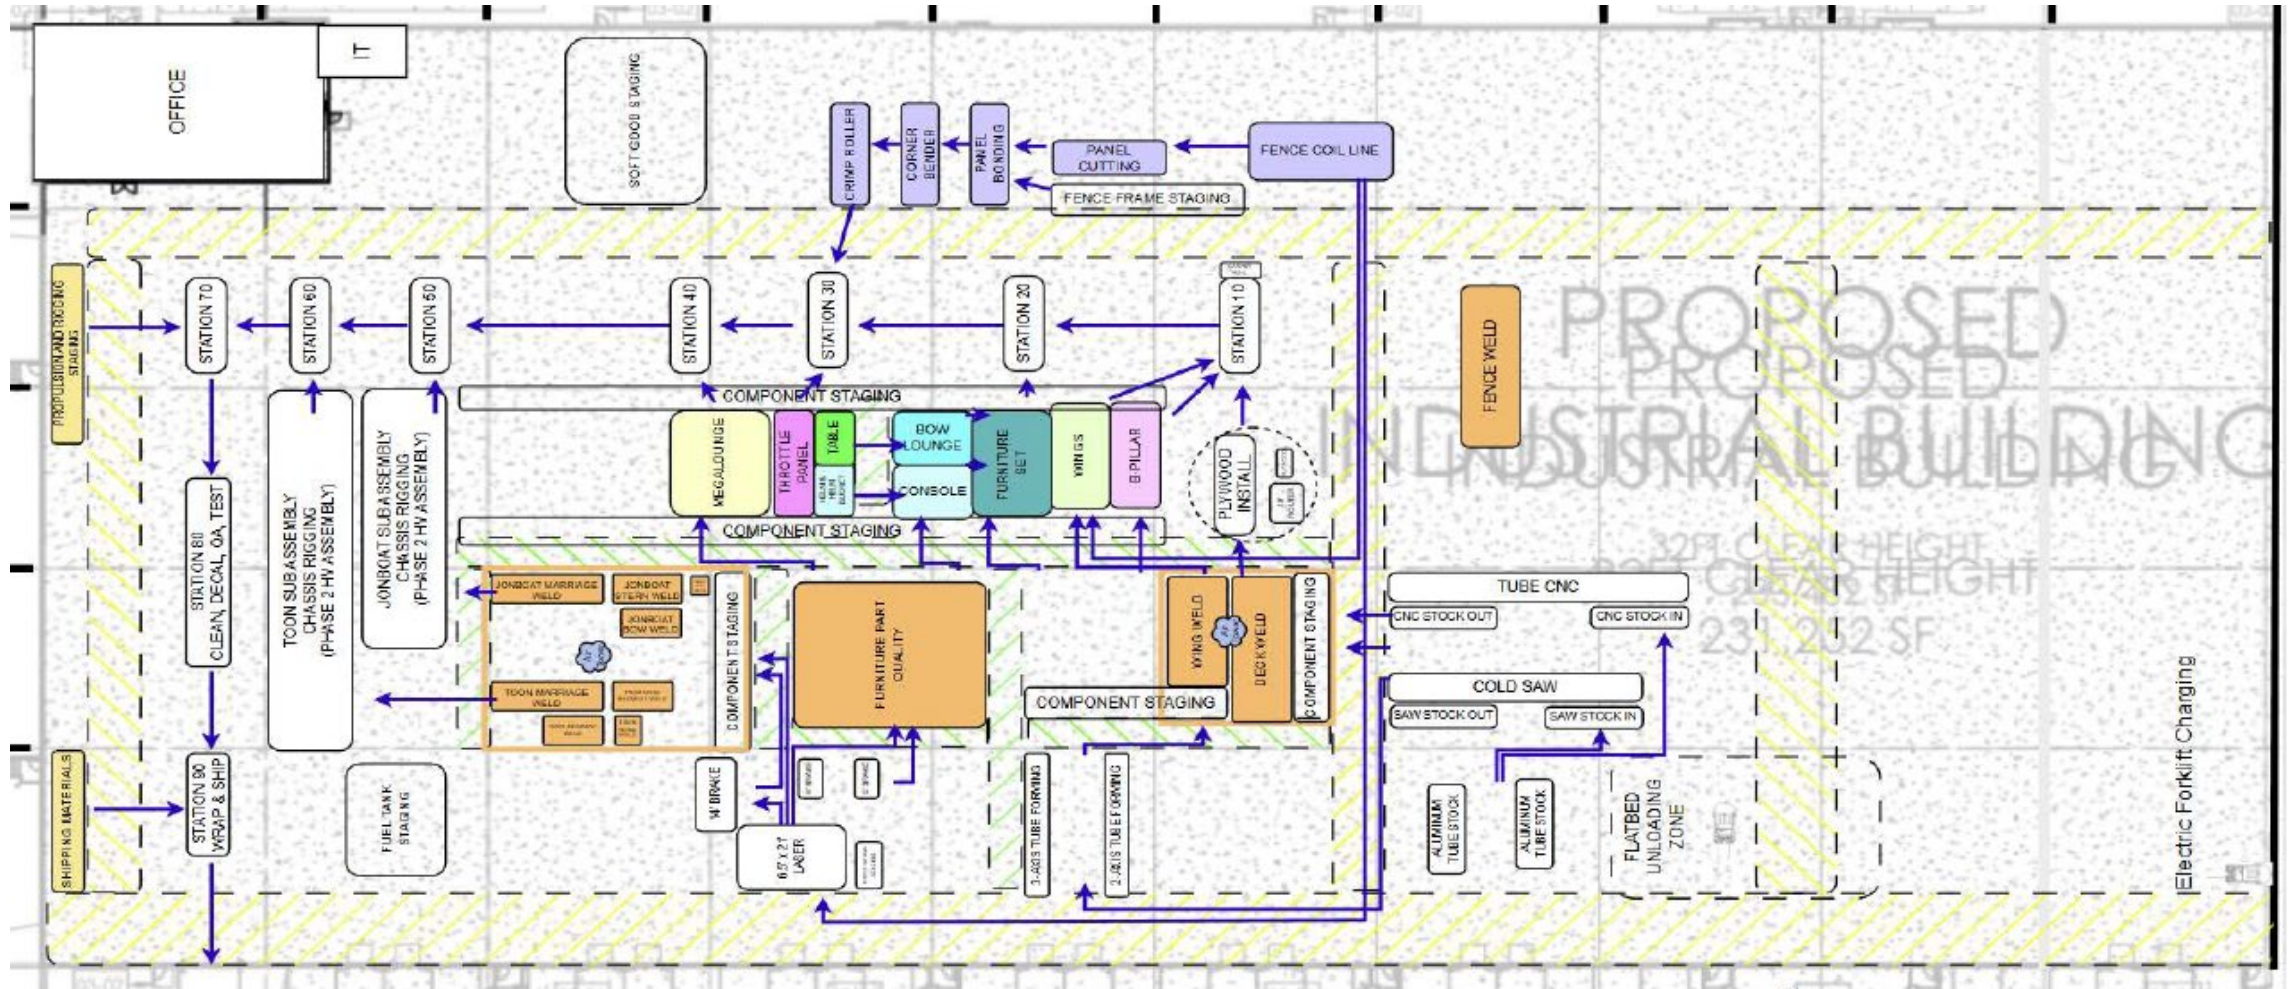 OFFICE
IT
SOFT GOOD STAGING
CRIMP ROLLER
CORNER
BENDER
PANEL
BONDING
PANEL
CUTTING
FENCE COIL LINE
FENCE FRAME STAGING
PROPULSION AND RIGGING
STAGING
STATION 70
STATION 60
STATION 50
STATION 40
STATION 30
STATION 20
STATION 10
FENCE WELD
PROPOSED
PROPOSED
INDUSTRIAL BUILDING
INDUSTRIAL BUILDING
COMPONENT STAGING
MEGALOUNGE
THROTTLE
PANEL
TABLE
BOW
LOUNGE
CONSOLE
FURNITURE
SET
WINGS
B-PILLAR
PLYWOOD
INSTALL
COMPONENT STAGING
STATION 80
CLEAN, DECAL, QA, TEST
TOON SUBASSEMBLY
CHASSIS RIGGING
(PHASE 2 HV ASSEMBLY)
JONBOAT SUBASSEMBLY
CHASSIS RIGGING
(PHASE 2 HV ASSEMBLY)
JONBOAT MARRIAGE
WELD
JONBOAT
STERN WELD
JONBOAT
BOW WELD
TOON MARRIAGE
WELD
COMPONENT STAGING
FURNITURE PART
QUALITY
WING WELD
DECK WELD
COMPONENT STAGING
COMPONENT STAGING
TUBE CNC
CNC STOCK OUT
CNC STOCK IN
CLEAR HEIGHT
CLEAR HEIGHT
231,202 SF
COLD SAW
SAW STOCK OUT
SAW STOCK IN
SHIPPING MATERIALS
STATION 90
WRAP & SHIP
FUEL TANK
STAGING
14' BRAKE
LASER
3-AXIS TUBE FORMING
2-AXIS TUBE FORMING
ALUMINUM
TUBE STOCK
ALUMINUM
TUBE STOCK
FLATBED
UNLOADING
ZONE
Electric Forklift Charging